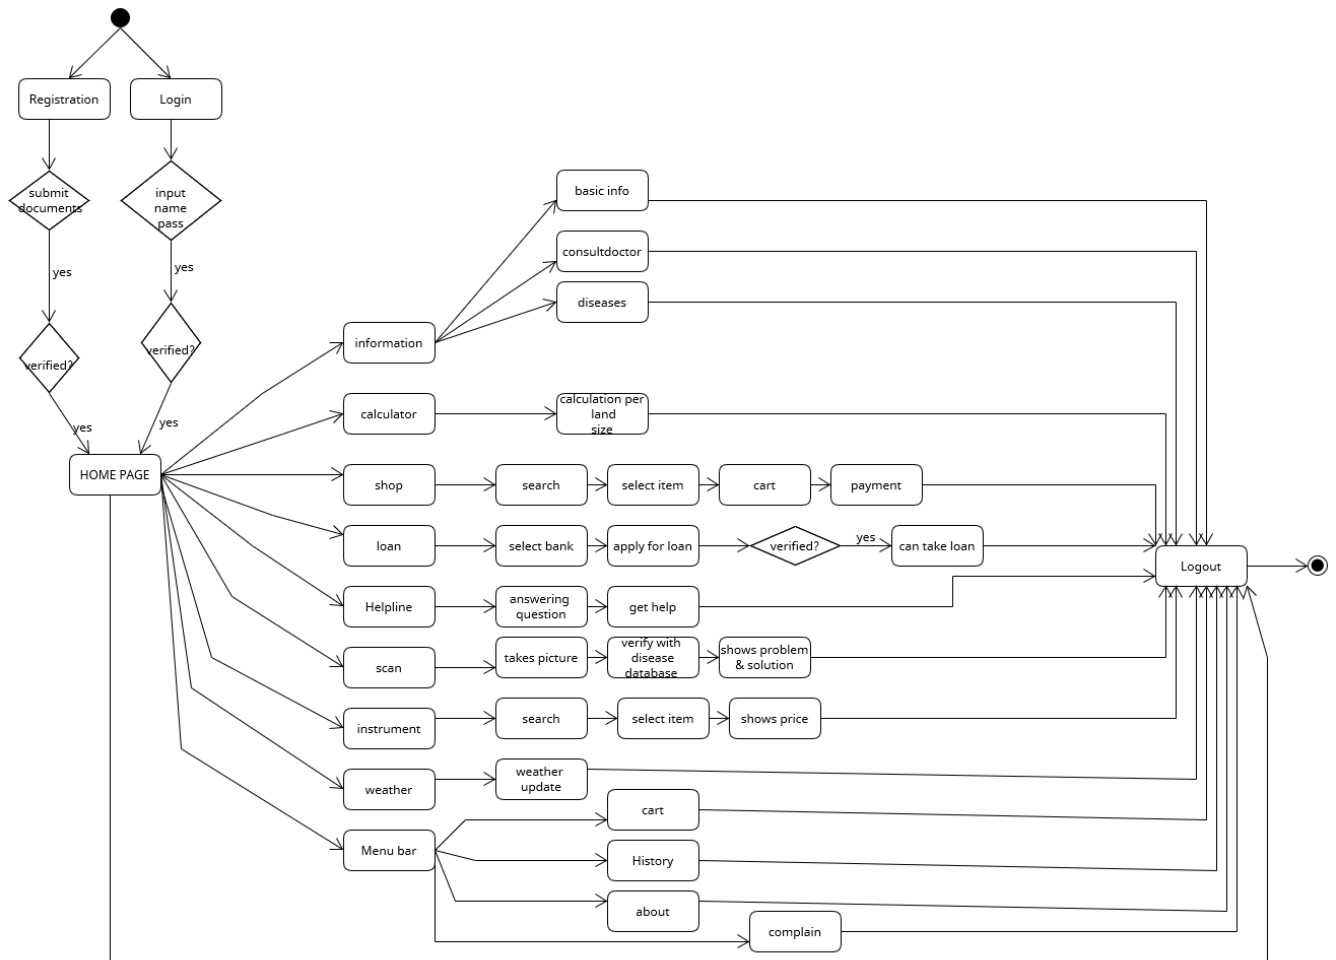 Registration
Login
submit
documents
input
name
pass
yes
yes
verified?
verified?
yes
yes
HOME PAGE
information
basic info
consultdoctor
diseases
calculator
calculation per
land
size
shop
search
select item
cart
payment
loan
select bank
apply for loan
verified?
yes
can take loan
Logout
Helpline
answering
question
get help
scan
takes picture
verify with
disease
database
shows problem
& solution
instrument
search
select item
shows price
weather
weather
update
Menu bar
cart
History
about
complain